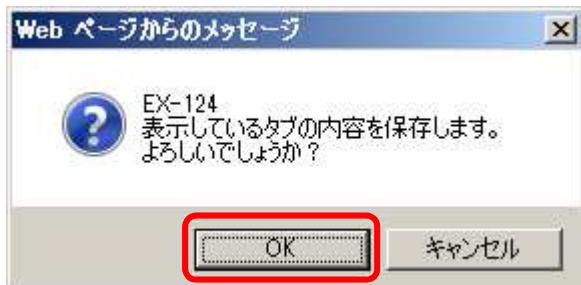 Web ページからのメッセージ
EX-124
表示しているタブの内容を保存します。
よろしいでしょうか？
OK
キャンセル